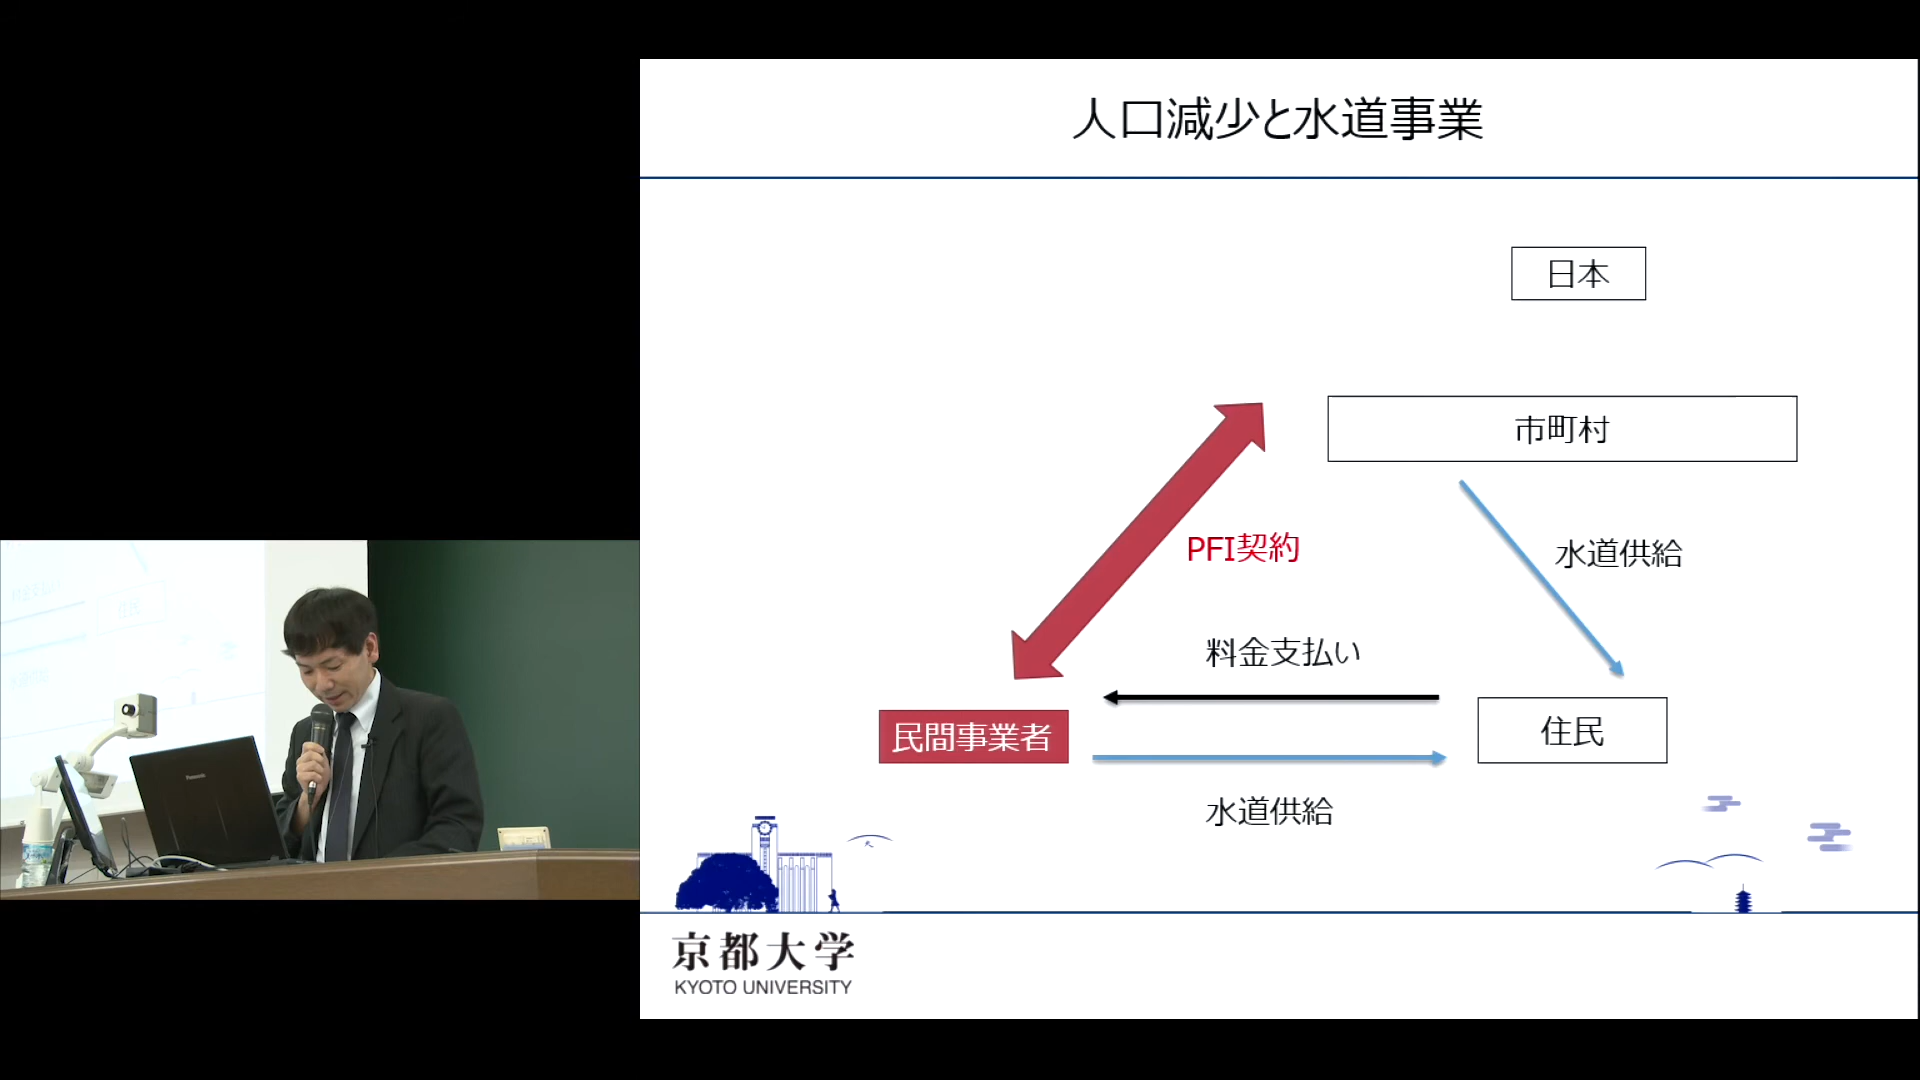 人口減少と水道事業
日本
市町村
PFI契約
水道供給
料金支払い
民間事業者
住民
水道供給
京都大学
KYOTO UNIVERSITY
Panasonic